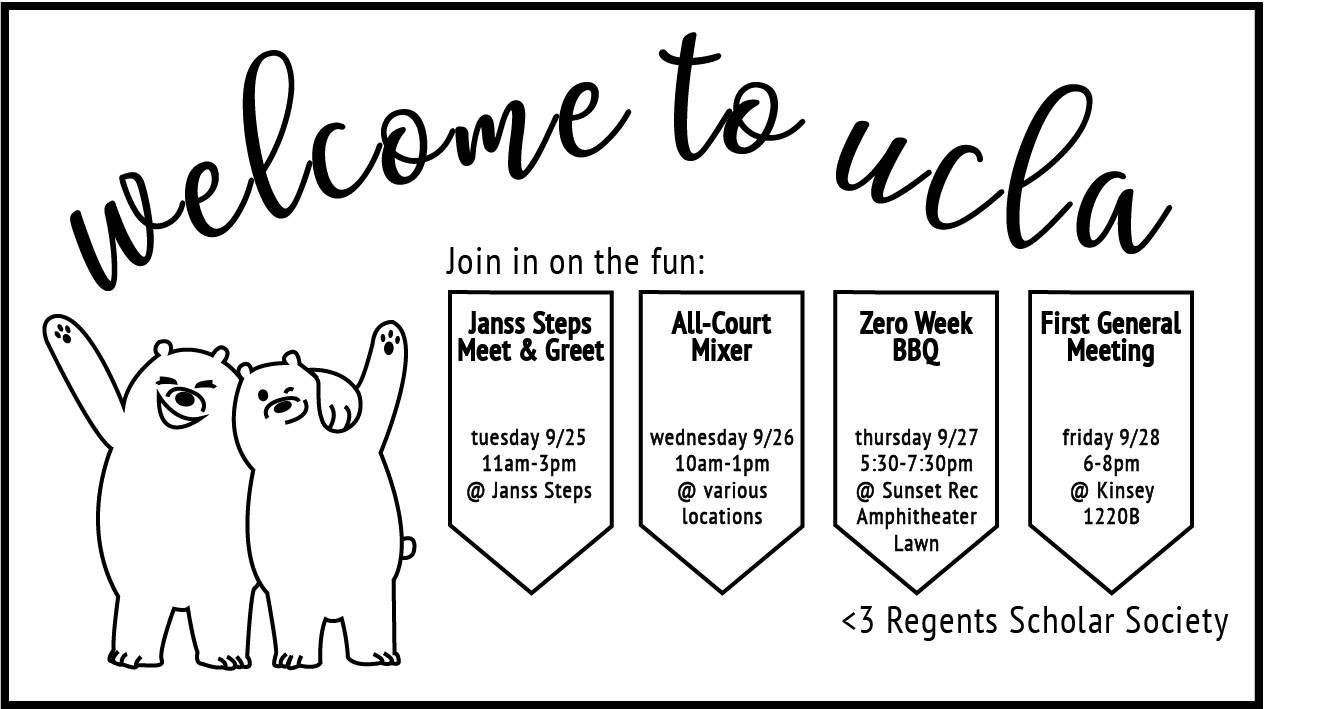 welcome to ucla
Join in on the fun:
Janss Steps
Meet & Greet
tuesday 9/25
11am-3pm
@ Janss Steps
All-Court
Mixer
wednesday 9/26
10am-1pm
@ various
locations
Zero Week
BBQ
thursday 9/27
5:30-7:30pm
@ Sunset Rec
Amphitheater
Lawn
First General
Meeting
friday 9/28
6-8pm
@ Kinsey
1220B
<3 Regents Scholar Society